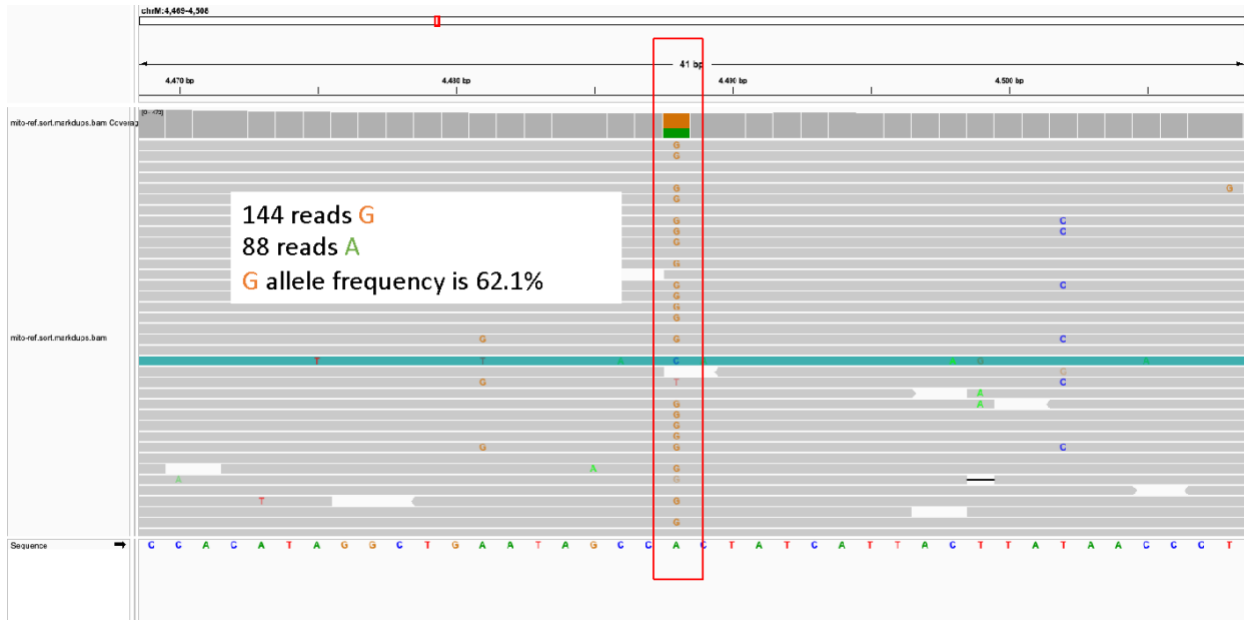 chrM:4,469-4,508
41 bp
4,470 bp 4,480 bp 4,490 bp 4,500 bp
mito-ref.sort.markdups.bam Coverag
G
G
G G
G
144 reads G
88 reads A
G allele frequency is 62.1%
G C
G C
G
G
G C
G
G
G
mito-ref.sort.markdups.bam
G G C
T T A C A A G A
C
G T C
A
G A
G
G
G
G G C
A G
A G
T G
G
Sequence C C A C A T A G G C T G A A T A G C C A C T A T C A T T A C T T A T A A C C C T